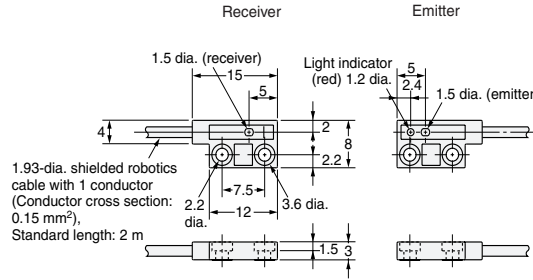 Receiver
Emitter
1.5 dia. (receiver)
15
5
Light indicator
(red) 1.2 dia.
5
2.4
1.5 dia. (emitter
4
2
8
2.2
1.93-dia. shielded robotics
cable with 1 conductor
(Conductor cross section:
0.15 mm²),
Standard length: 2 m
2.2
dia.
7.5
12
3.6 dia.
1.5
3